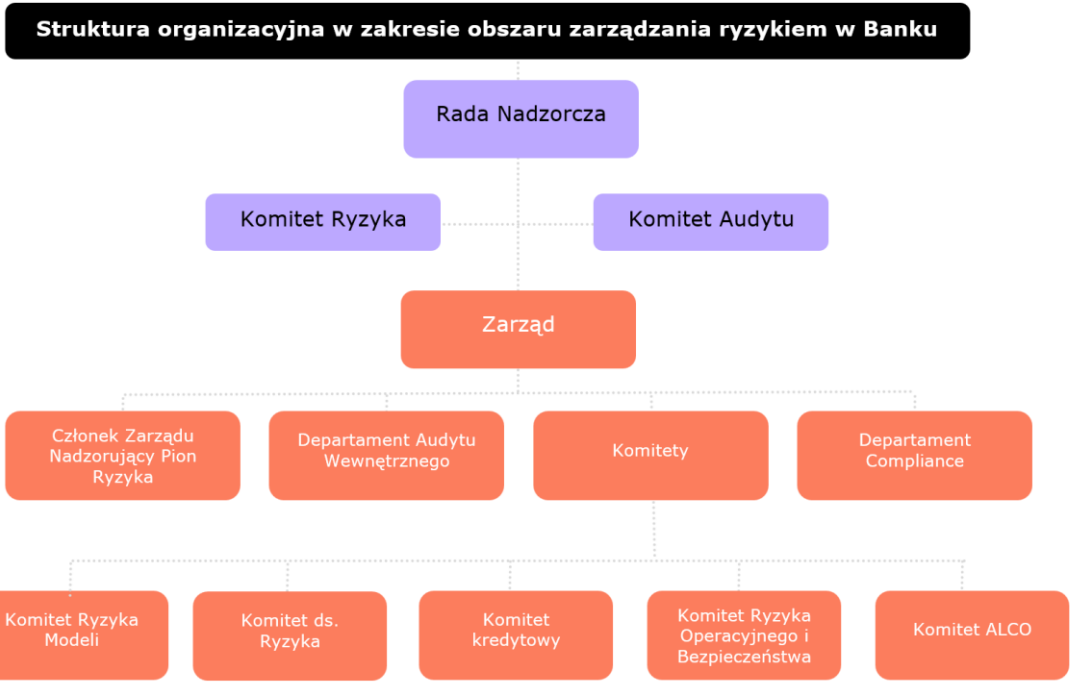 Struktura organizacyjna w zakresie obszaru zarządzania ryzykiem w Banku
Rada Nadzorcza
Komitet Ryzyka
Komitet Audytu
Zarząd
Członek Zarządu
Nadzorujący Pion
Ryzyka
Departament Audytu
Wewnętrznego
Komitety
Departament
Compliance
Komitet Ryzyka
Modeli
Komitet ds.
Ryzyka
Komitet
kredytowy
Komitet Ryzyka
Operacyjnego i
Bezpieczeństwa
Komitet ALCO